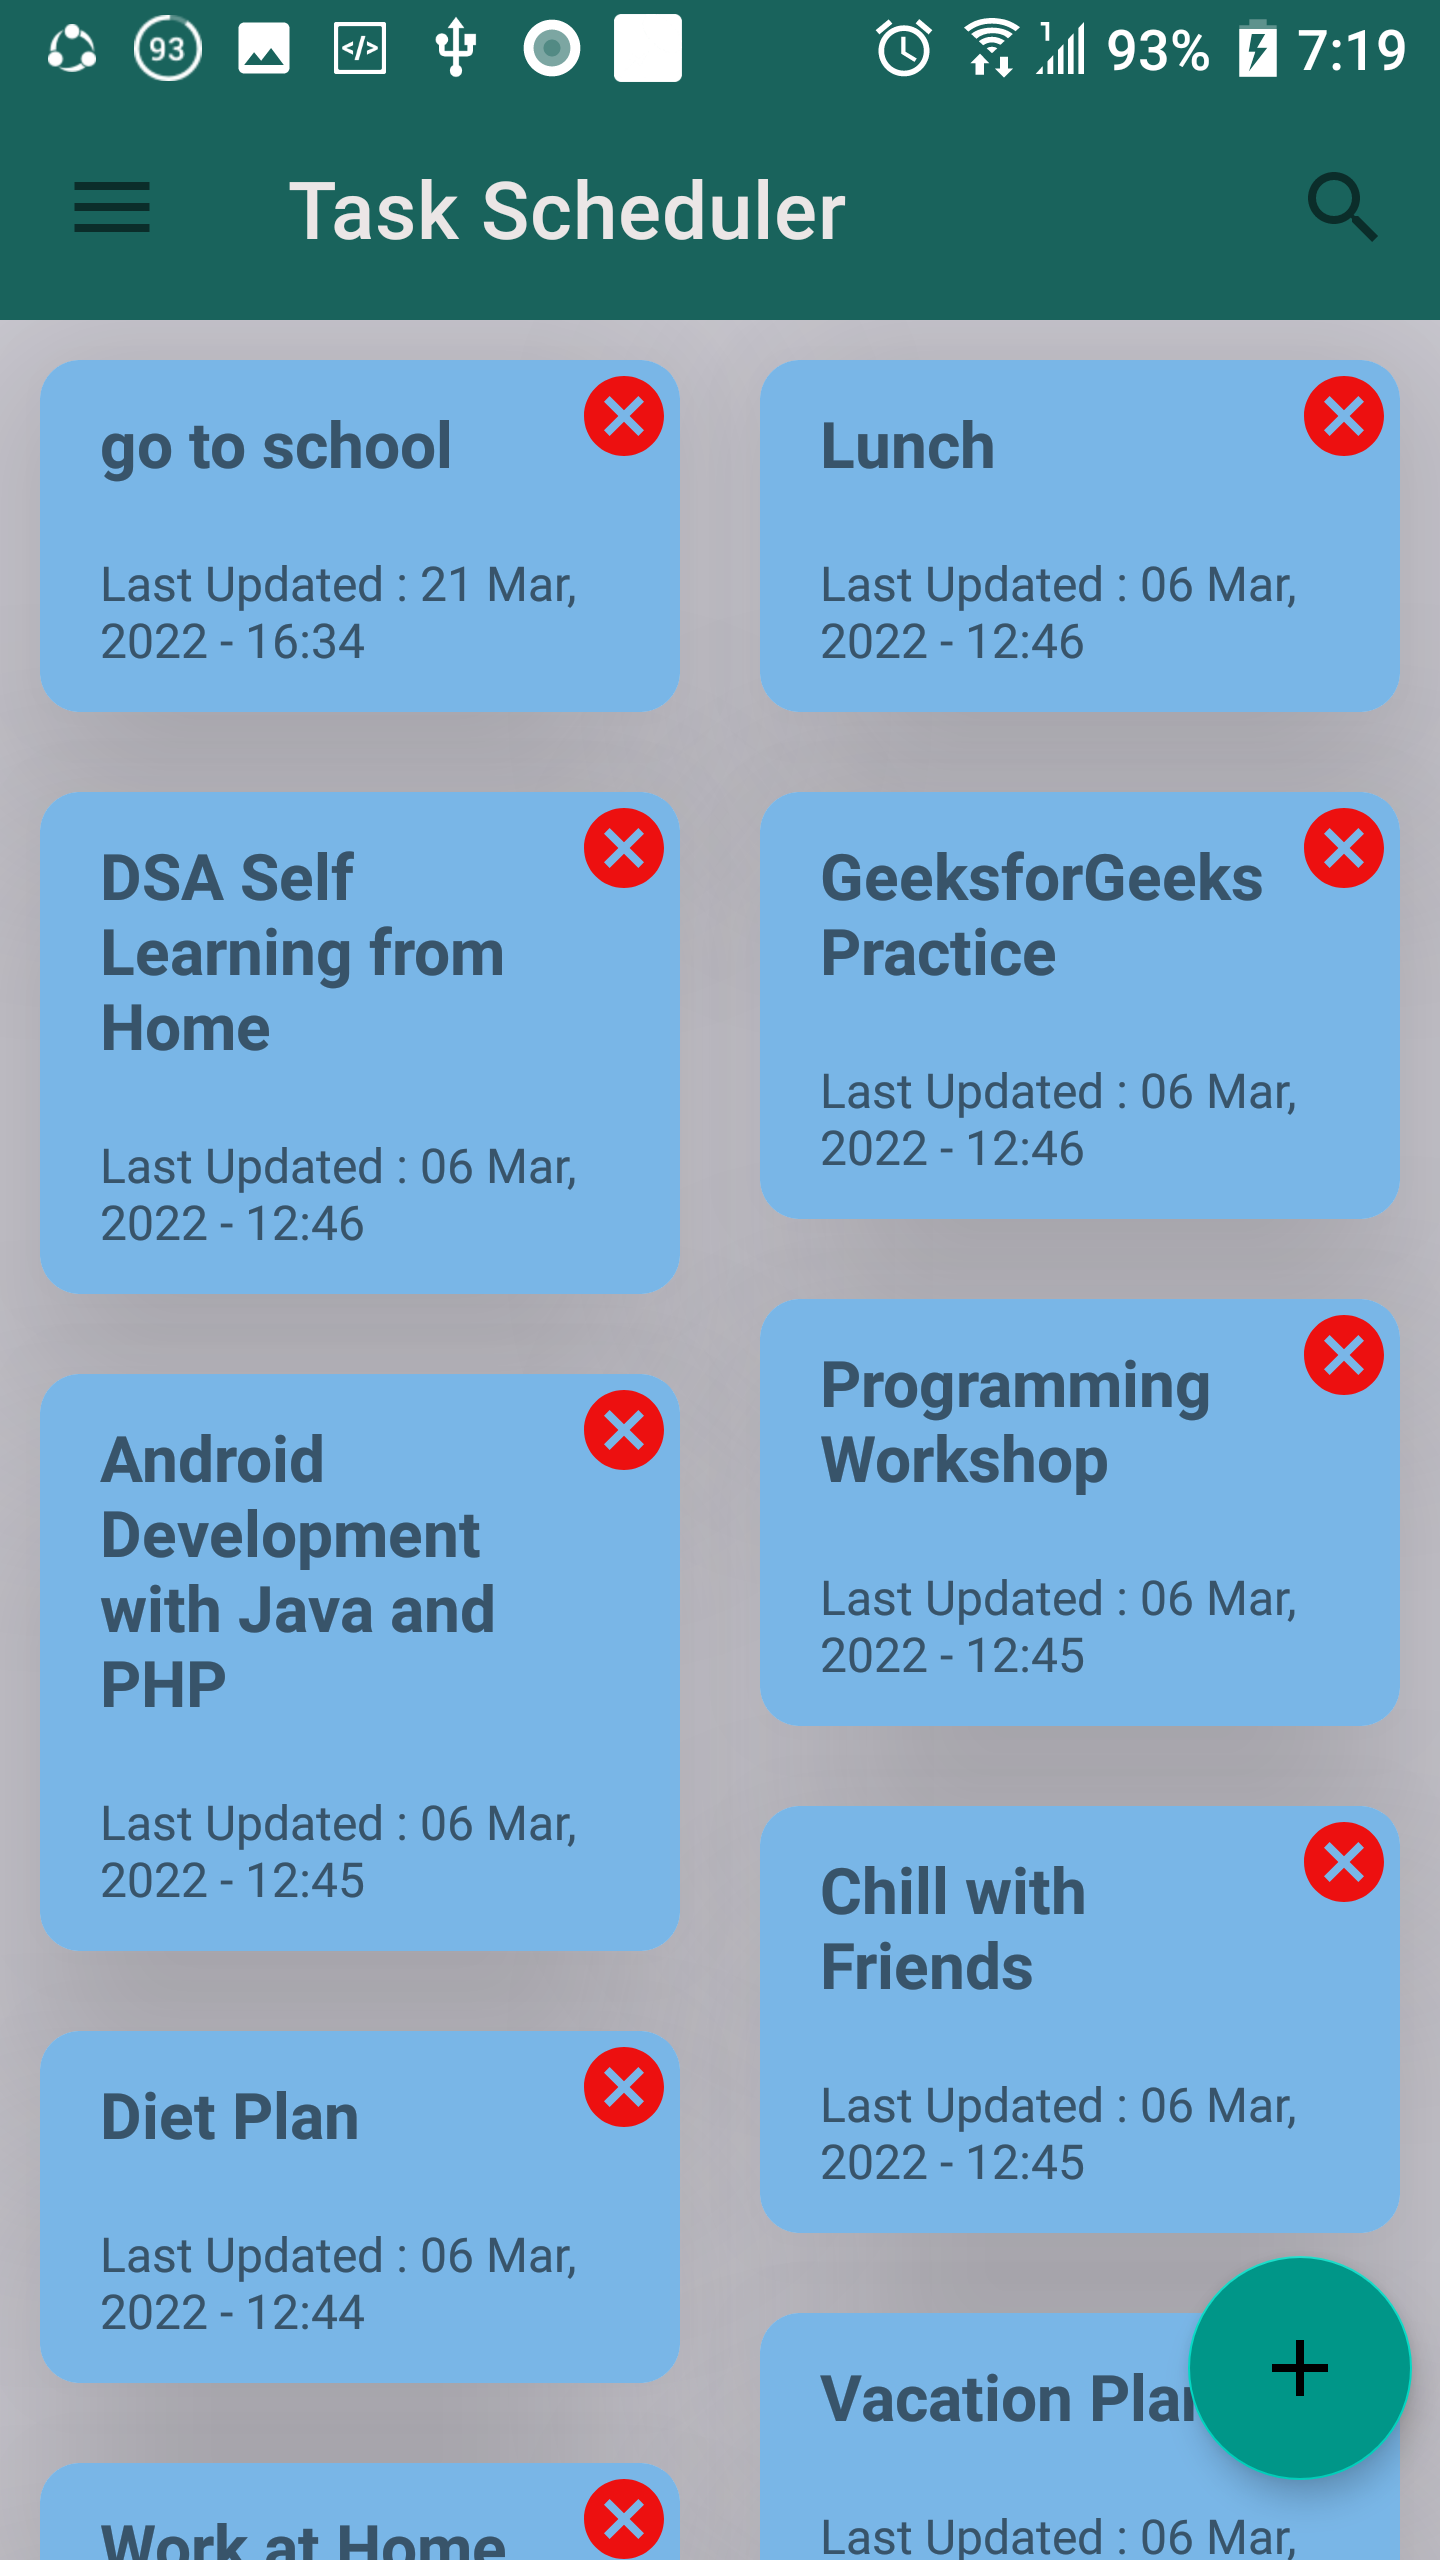 93
</>
1
93%
7:19
Task Scheduler
go to school
Last Updated : 21 Mar,
2022 - 16:34
Lunch
Last Updated : 06 Mar,
2022 - 12:46
DSA Self
Learning from
Home
Last Updated : 06 Mar,
2022 - 12:46
GeeksforGeeks
Practice
Last Updated : 06 Mar,
2022 - 12:46
Android
Development
with Java and
PHP
Last Updated : 06 Mar,
2022 - 12:45
Programming
Workshop
Last Updated : 06 Mar,
2022 - 12:45
Chill with
Friends
Last Updated : 06 Mar,
2022 - 12:45
Diet Plan
Last Updated : 06 Mar,
2022 - 12:44
Vacation
Last Updated : 06 Mar,
Work at Home